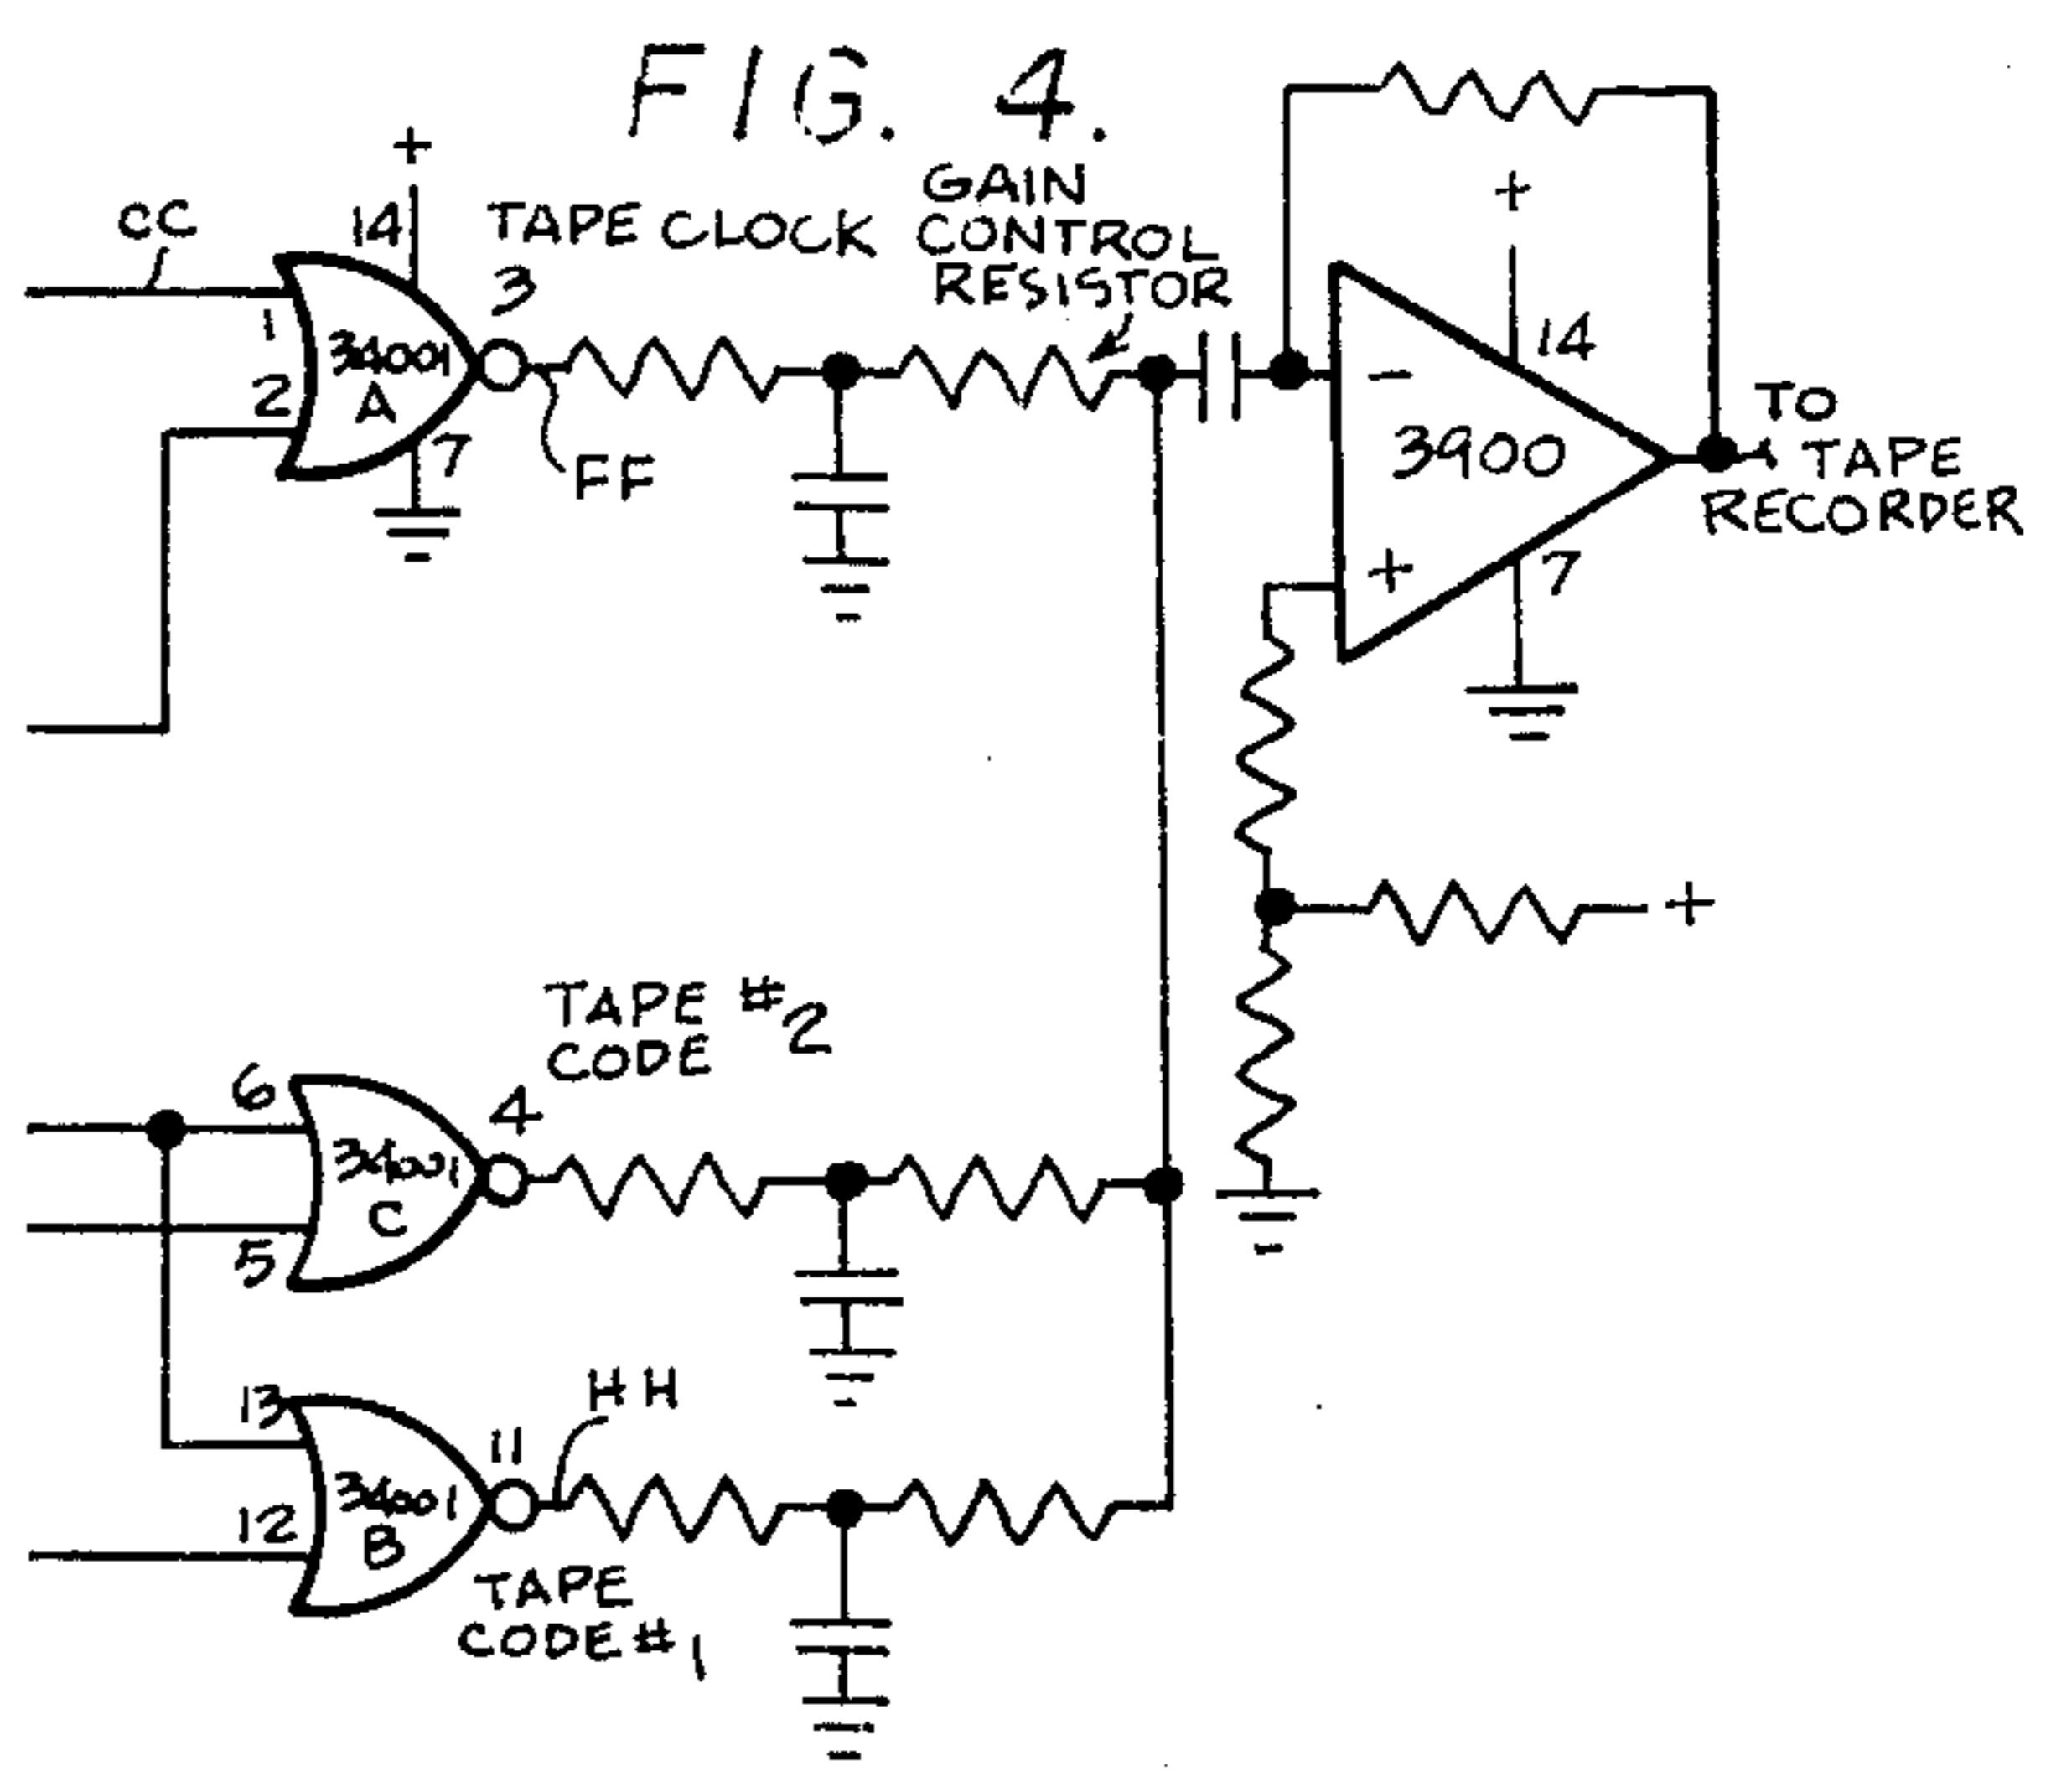 FIG. 4.
+
CC
14
TAPE CLOCK
GAIN
CONTROL
RESISTOR
3
1
34001
A
2
7
FF
+
14
-
3900
+
7
TO
TAPE
RECORDER
+
TAPE #2
CODE
6
4
34001
C
5
HH
13
11
34001
B
12
TAPE
CODE #1